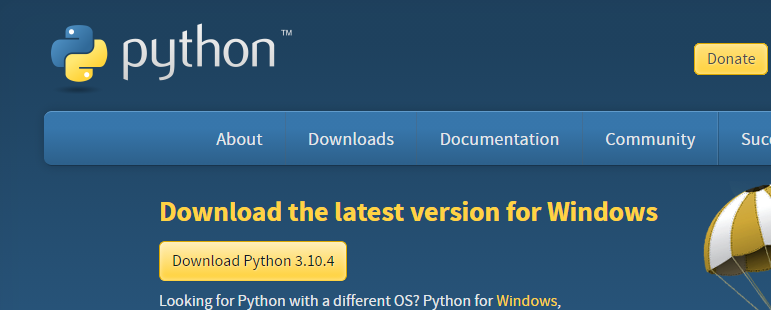 python™
Donate
About Downloads Documentation Community Suc
Download the latest version for Windows
Download Python 3.10.4
Looking for Python with a different OS? Python for Windows,